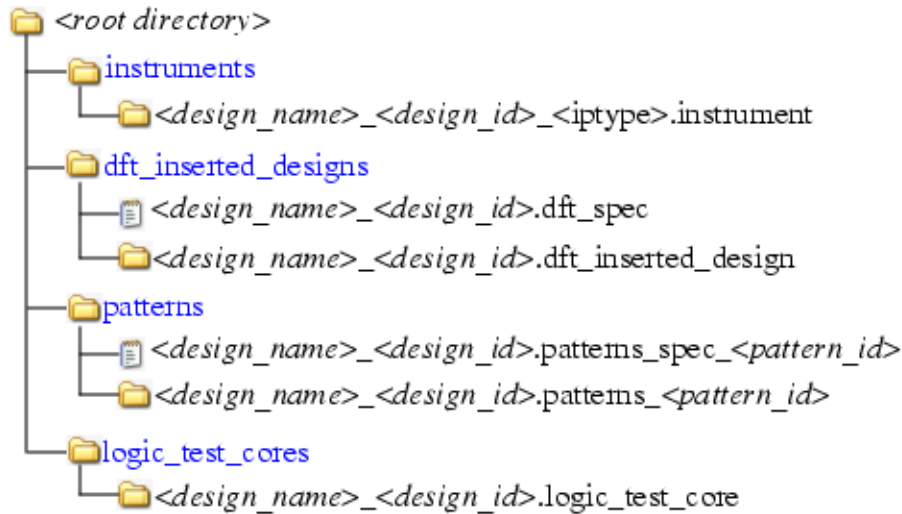 <root directory>
instruments
<design_name>_<design_id>_<iptype>.instrument
dft_inserted_designs
<design_name>_<design_id>.dft_spec
<design_name>_<design_id>.dft_inserted_design
patterns
<design_name>_<design_id>.patterns_spec_<pattern_id>
<design_name>_<design_id>.patterns_<pattern_id>
logic_test_cores
<design_name>_<design_id>.logic_test_core